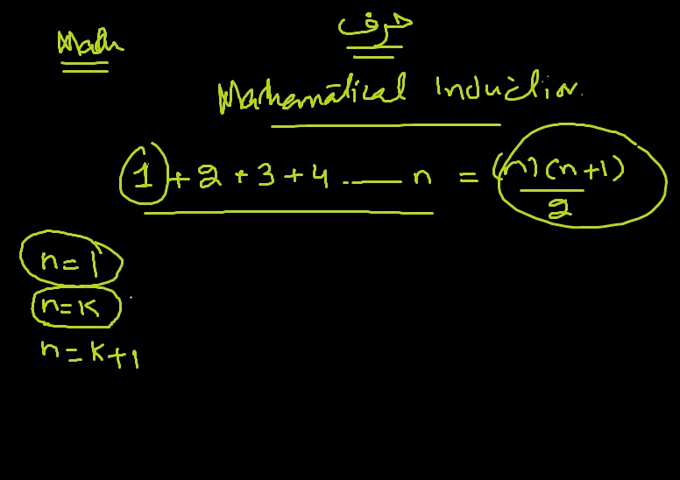 Math
حرف
Mathematical Induction.
1 + 2 + 3 + 4 .—— n = (n)(n+1)/2
n=1
n=K
n=K+1